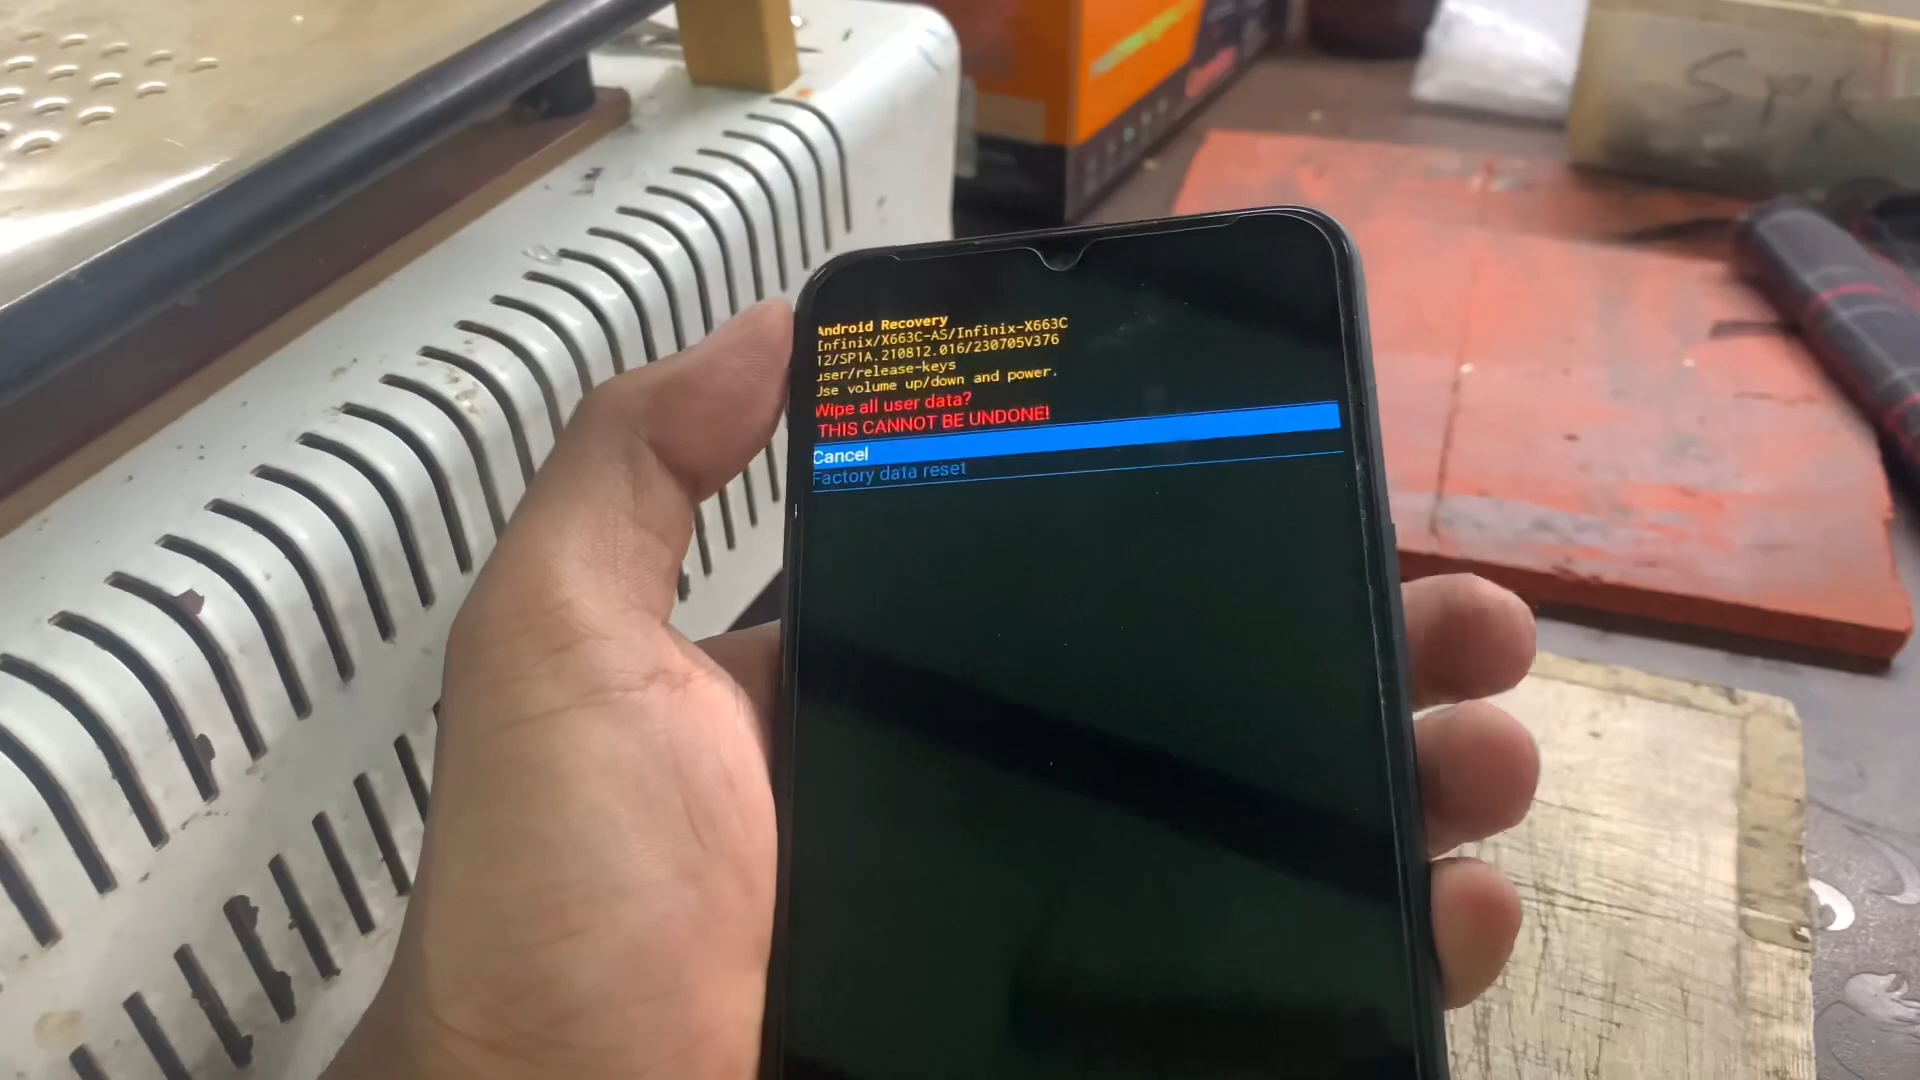 Android Recovery
Infinix/X663C-AS/Infinix-X663C
12/SP1A.210812.016/230705V376
user/release-keys
Use volume up/down and power.
Wipe all user data?
THIS CANNOT BE UNDONE!
Cancel
Factory data reset
SPK